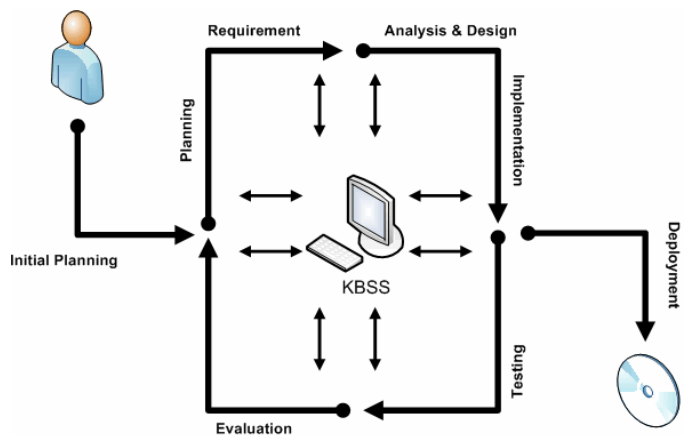 Requirement
Analysis & Design
Planning
Implementation
Initial Planning
KBSS
Deployment
Testing
Evaluation